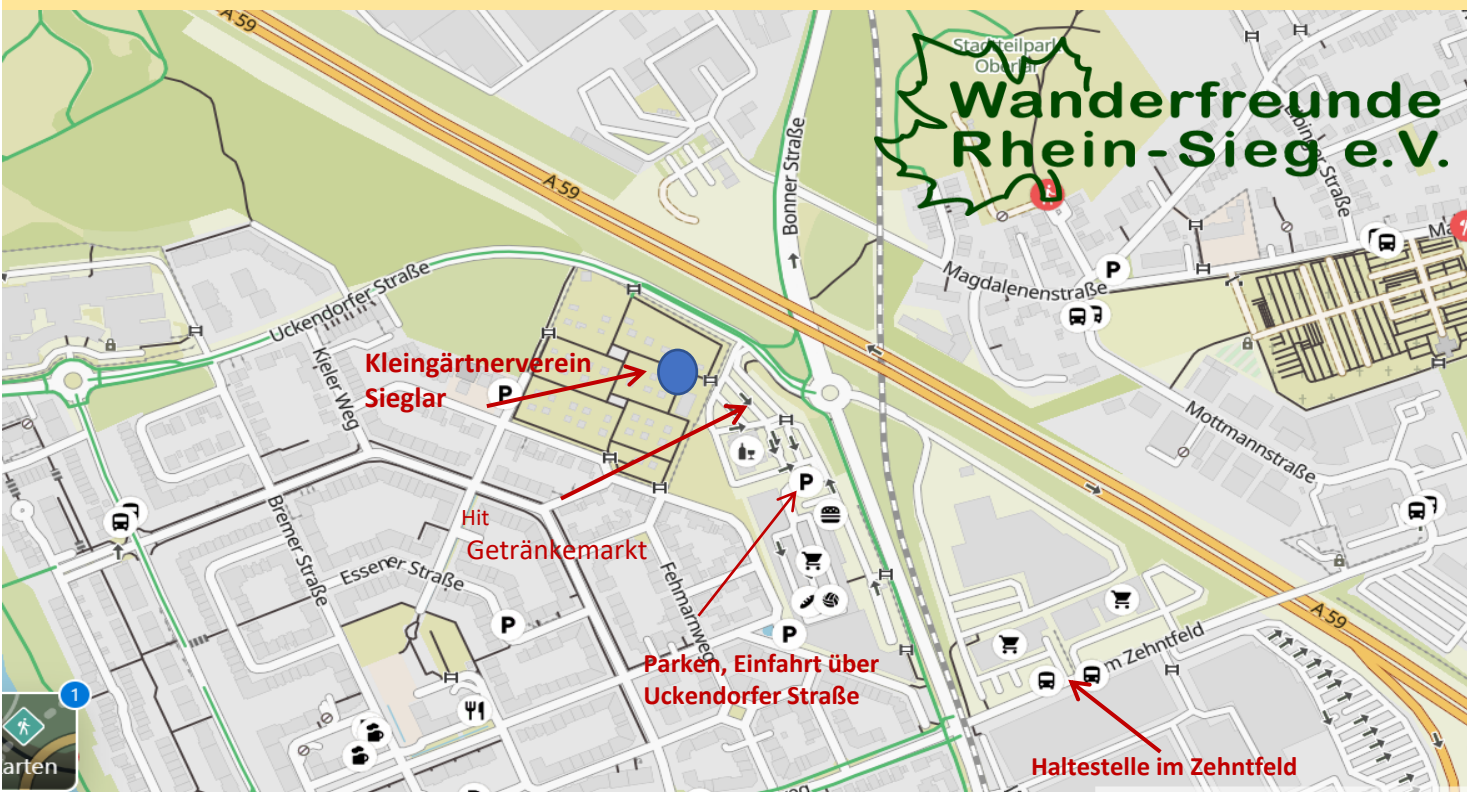 A 59
Stadtteilpark
Oberlar
Wanderfreunde
Rhein-Sieg e.V.
Bonner Straße
A 59
Magdalenenstraße
P
Uckendorfer Straße
Kieler Weg
Kleingärtnerverein
Sieglar
P
Mottmannstraße
P
Bremer Straße
Hit
Getränkemarkt
Essener Straße
Fehmarnweg
P
P
A 59
m Zehntfeld
Parken, Einfahrt über
Uckendorfer Straße
1
arten
Haltestelle im Zehntfeld